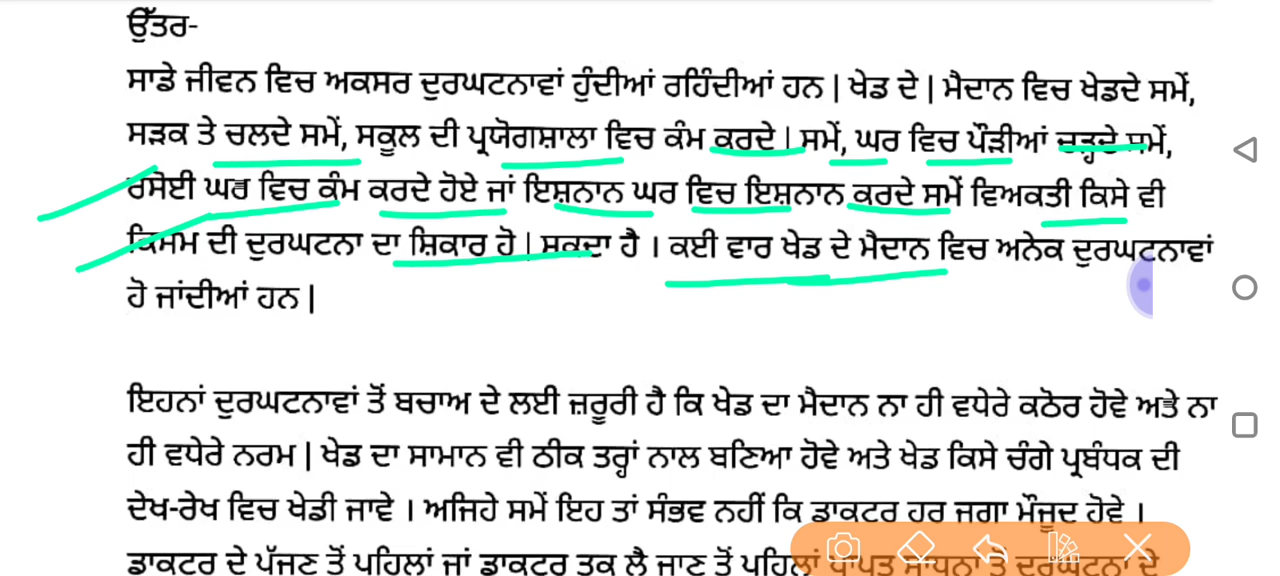 ਉੱਤਰ-
ਸਾਡੇ ਜੀਵਨ ਵਿਚ ਅਕਸਰ ਦੁਰਘਟਨਾਵਾਂ ਹੁੰਦੀਆਂ ਰਹਿੰਦੀਆਂ ਹਨ | ਖੇਡ ਦੇ | ਮੈਦਾਨ ਵਿਚ ਖੇਡਦੇ ਸਮੇਂ,
ਸੜਕ ਤੇ ਚਲਦੇ ਸਮੇਂ, ਸਕੂਲ ਦੀ ਪ੍ਰਯੋਗਸ਼ਾਲਾ ਵਿਚ ਕੰਮ ਕਰਦੇ | ਸਮੇਂ, ਘਰ ਵਿਚ ਪੌੜੀਆਂ ਚੜ੍ਹਦੇ ਸਮੇਂ,
ਰਸੋਈ ਘਰ ਵਿਚ ਕੰਮ ਕਰਦੇ ਹੋਏ ਜਾਂ ਇਸ਼ਨਾਨ ਘਰ ਵਿਚ ਇਸ਼ਨਾਨ ਕਰਦੇ ਸਮੇਂ ਵਿਅਕਤੀ ਕਿਸੇ ਵੀ
ਕਿਸਮ ਦੀ ਦੁਰਘਟਨਾ ਦਾ ਸ਼ਿਕਾਰ ਹੋ | ਸਕਦਾ ਹੈ । ਕਈ ਵਾਰ ਖੇਡ ਦੇ ਮੈਦਾਨ ਵਿਚ ਅਨੇਕ ਦੁਰਘਟਨਾਵਾਂ
ਹੋ ਜਾਂਦੀਆਂ ਹਨ |
ਇਹਨਾਂ ਦੁਰਘਟਨਾਵਾਂ ਤੋਂ ਬਚਾਅ ਦੇ ਲਈ ਜ਼ਰੂਰੀ ਹੈ ਕਿ ਖੇਡ ਦਾ ਮੈਦਾਨ ਨਾ ਹੀ ਵਧੇਰੇ ਕਠੋਰ ਹੋਵੇ ਅਤੇ ਨਾ
ਹੀ ਵਧੇਰੇ ਨਰਮ | ਖੇਡ ਦਾ ਸਾਮਾਨ ਵੀ ਠੀਕ ਤਰ੍ਹਾਂ ਨਾਲ ਬਣਿਆ ਹੋਵੇ ਅਤੇ ਖੇਡ ਕਿਸੇ ਚੰਗੇ ਪ੍ਰਬੰਧਕ ਦੀ
ਦੇਖ-ਰੇਖ ਵਿਚ ਖੇਡੀ ਜਾਵੇ । ਅਜਿਹੇ ਸਮੇਂ ਇਹ ਤਾਂ ਸੰਭਵ ਨਹੀਂ ਕਿ ਡਾਕਟਰ ਹਰ ਜਗਾ ਮੌਜੂਦ ਹੋਵੇ ।
ਡਾਕਟਰ ਦੇ ਪੱਜਣ ਤੋਂ ਪਹਿਲਾਂ ਜਾਂ ਡਾਕਟਰ ਤਕ ਲੈ ਜਾਣ ਤੋਂ ਪਹਿਲਾਂ ਦੁਰਘਟਨਾ ਦੇ